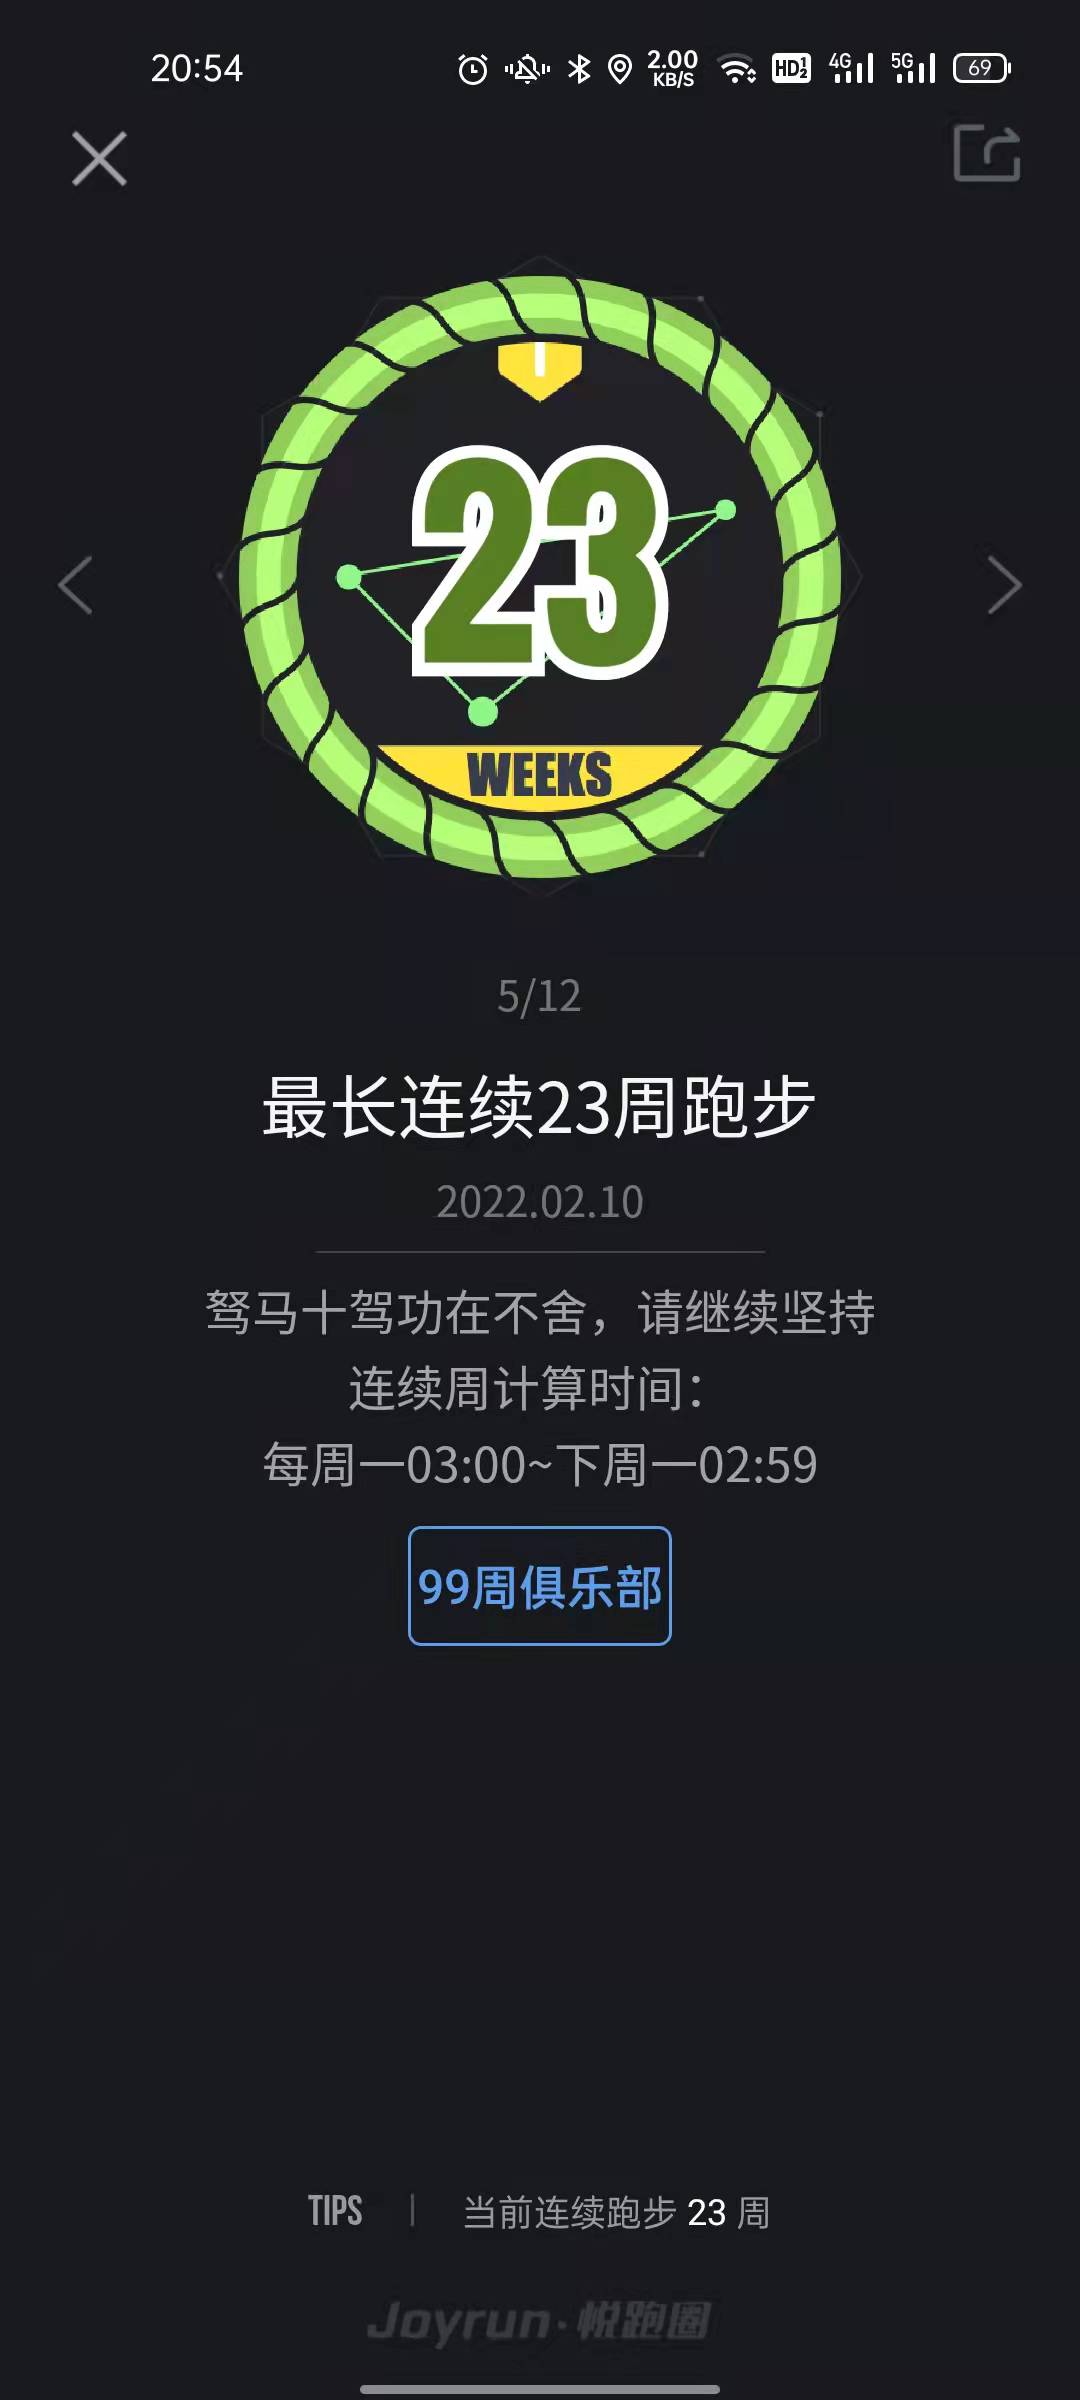 20:54
2.00
KB/S
HD 1 2
4G
5G
69
23
WEEKS
5/12
最长连续23周跑步
2022.02.10
驽马十驾功在不舍，请继续坚持
连续周计算时间：
每周一03:00~下周一02:59
99周俱乐部
TIPS | 当前连续跑步 23 周
Joyrun·悦跑圈